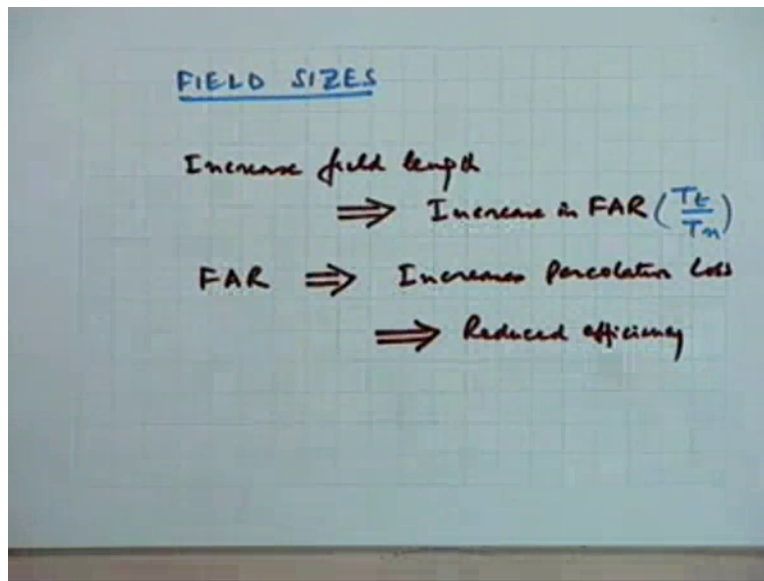 FIELD SIZES
Increase field length
⇒ Increase in FAR (Tt/Tn)
FAR ⇒ Increases Percolation Loss
⇒ Reduced efficiency